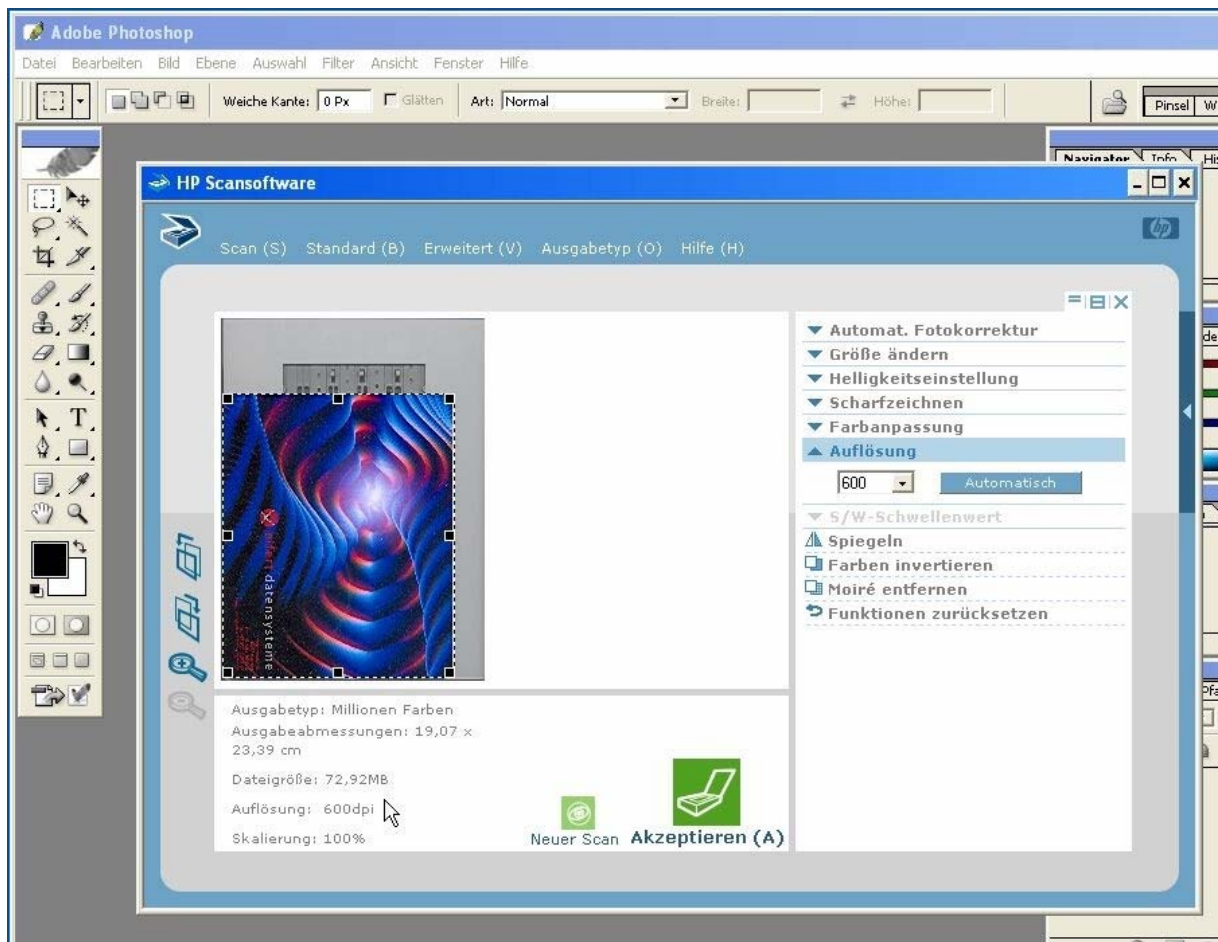 Adobe Photoshop
Datei Bearbeiten Bild Ebene Auswahl Filter Ansicht Fenster Hilfe
Weiche Kante: 0 Px Glätten Art: Normal Breite: Höhe: Pinsel
Navigator Info
HP Scansoftware
hp
Scan (S) Standard (B) Erweitert (V) Ausgabetyp (O) Hilfe (H)
Automat. Fotokorrektur
Größe ändern
Helligkeitseinstellung
Scharfzeichnen
Farbanpassung
Auflösung
600 Automatisch
S/W-Schwellenwert
Spiegeln
Farben invertieren
Moiré entfernen
Funktionen zurücksetzen
datensysteme
Ausgabetyp: Millionen Farben
Ausgabeabmessungen: 19,07 x
23,39 cm
Dateigröße: 72,92MB
Auflösung: 600dpi
Skalierung: 100%
Neuer Scan Akzeptieren (A)